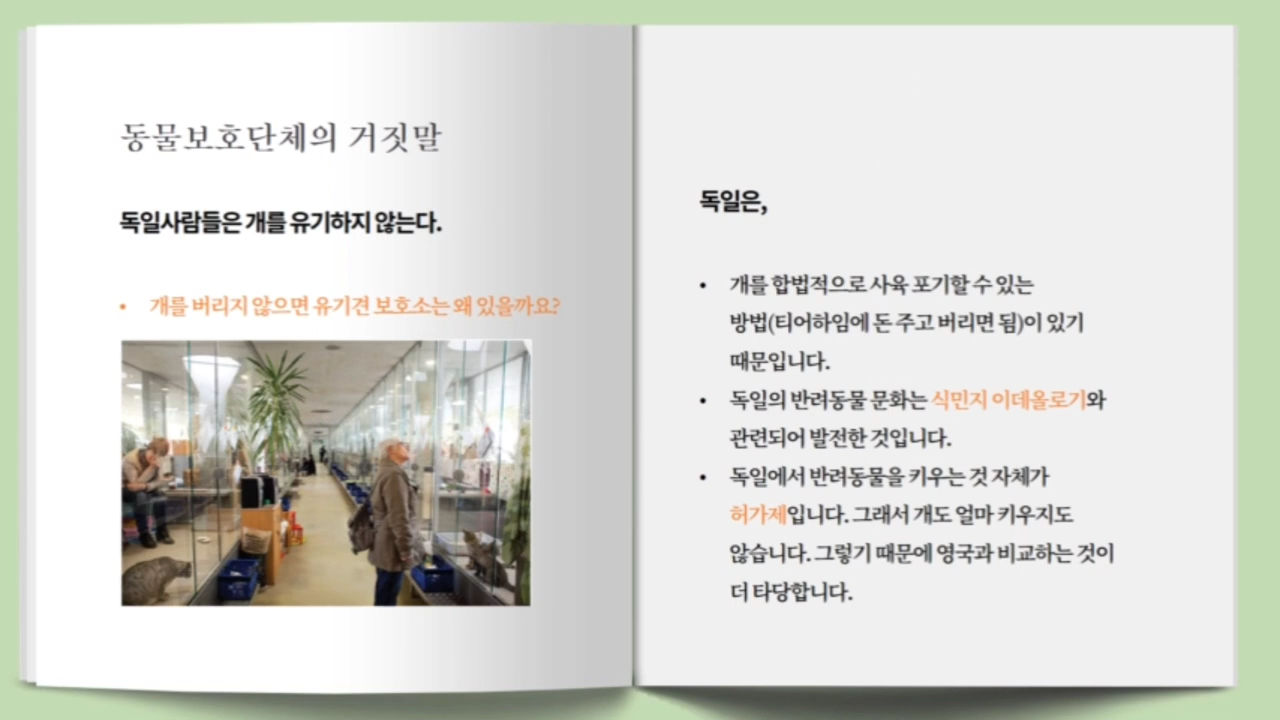 동물보호단체의 거짓말
독일사람들은 개를 유기하지 않는다.
• 개를 버리지 않으면 유기견 보호소는 왜 있을까요?
독일은,
• 개를 합법적으로 사육 포기할 수 있는
방법(티어하임에 돈 주고 버리면 됨)이 있기
때문입니다.
• 독일의 반려동물 문화는 식민지 이데올로기와
관련되어 발전한 것입니다.
• 독일에서 반려동물을 키우는 것 자체가
허가제입니다. 그래서 개도 얼마 키우지도
않습니다. 그렇기 때문에 영국과 비교하는 것이
더 타당합니다.